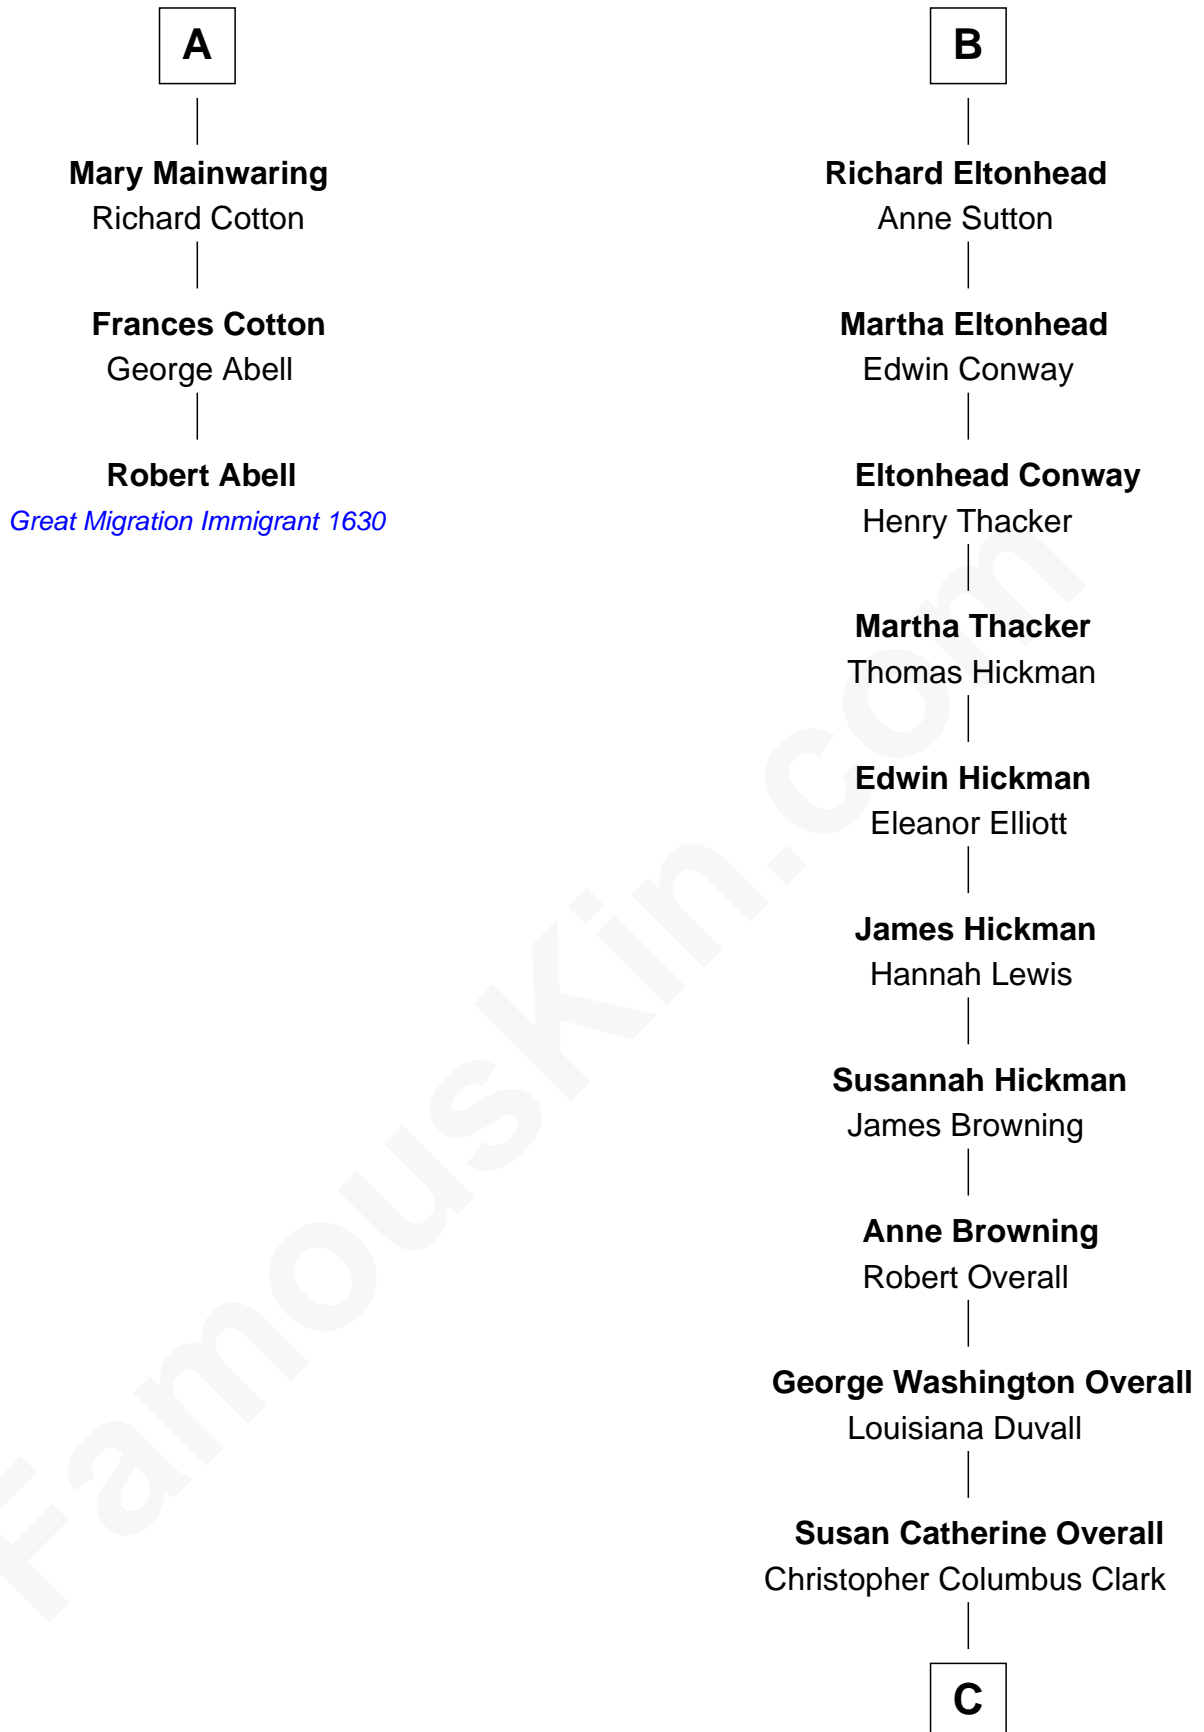 A
Mary Mainwaring
Richard Cotton
Frances Cotton
George Abell
Robert Abell
Great Migration Immigrant 1630
B
Richard Eltonhead
Anne Sutton
Martha Eltonhead
Edwin Conway
Eltonhead Conway
Henry Thacker
Martha Thacker
Thomas Hickman
Edwin Hickman
Eleanor Elliott
James Hickman
Hannah Lewis
Susannah Hickman
James Browning
Anne Browning
Robert Overall
George Washington Overall
Louisiana Duvall
Susan Catherine Overall
Christopher Columbus Clark
C
FamousKin.com